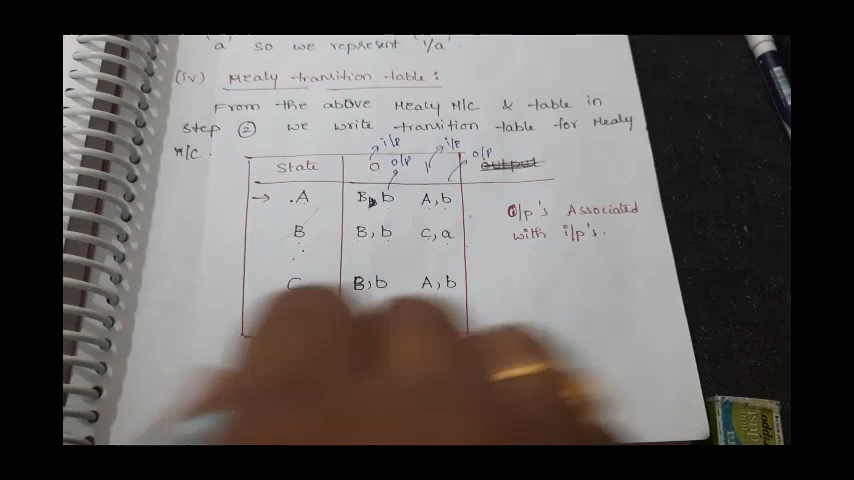 'a' so we represent '1/a'.
(iv) Mealy transition table:
From the above Mealy M/C & table in
step ② we write transition table for Mealy
M/C.
i/p i/p
State 0 o/p 1 o/p output
→ .A B, b A, b
B B, b C, a
C B, b A, b
O/p's Associated
with i/p's.